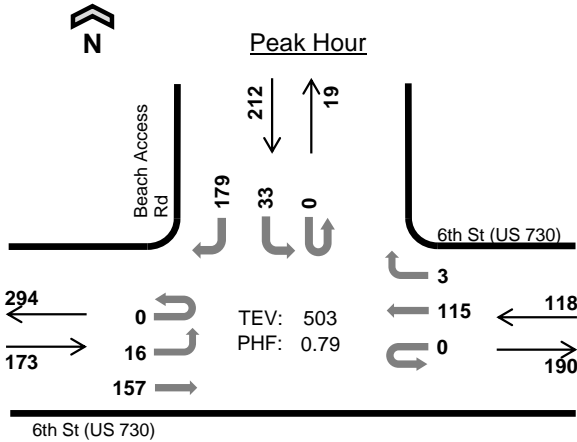 N
Peak Hour
212
19
Beach Access
Rd
179
33
0
6th St (US 730)
3
294
0
TEV: 503
115
118
173
16
PHF: 0.79
0
190
157
6th St (US 730)